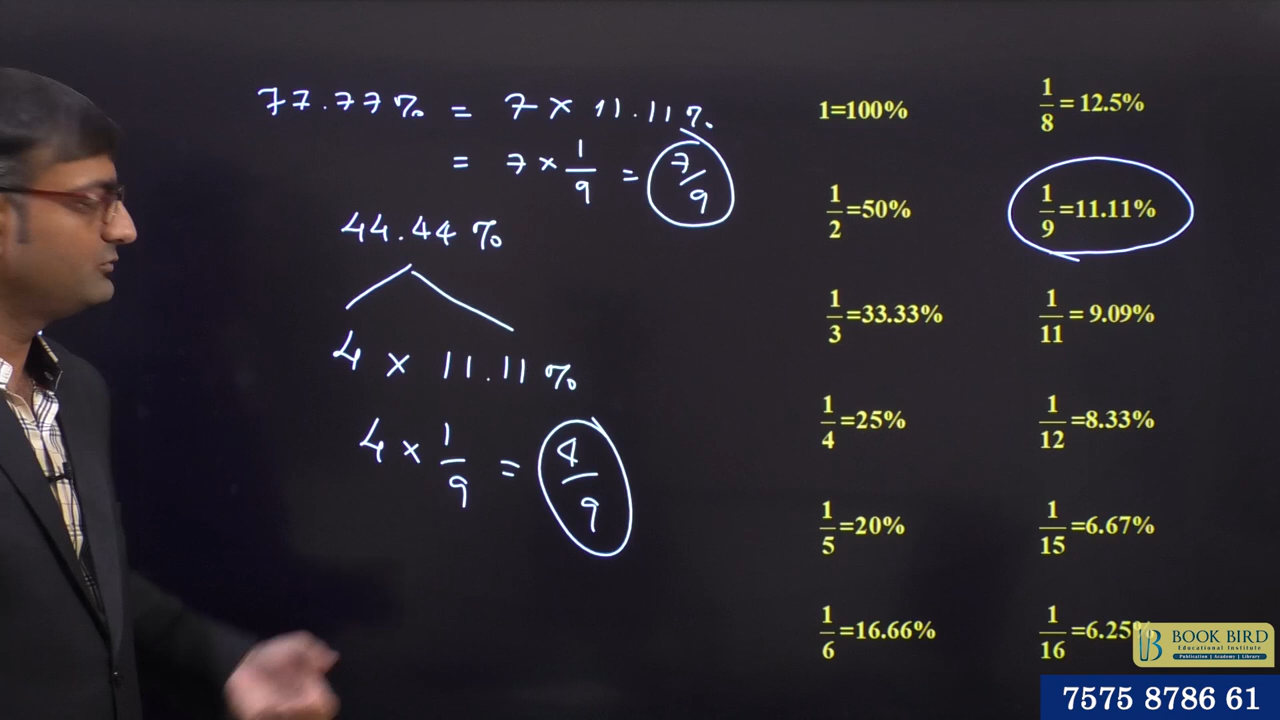 77.77% = 7 × 11.11%
= 7 × 1/9 = 7/9
44.44%
4 × 11.11%
4 × 1/9 = 4/9
1=100%
1/2=50%
1/3=33.33%
1/4=25%
1/5=20%
1/6=16.66%
1/8=12.5%
1/9=11.11%
1/11= 9.09%
1/12=8.33%
1/15=6.67%
1/16=6.25%
BOOK BIRD
Educational Institute
Publication | Academy | Library
7575 8786 61